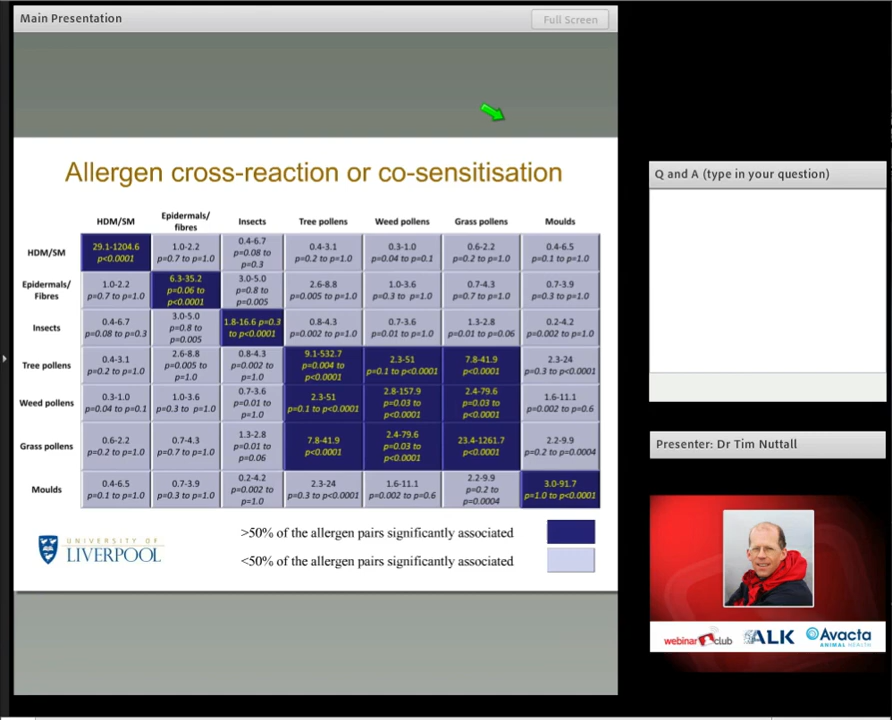 Main Presentation
Full Screen
Allergen cross-reaction or co-sensitisation
HDM/SM
Epidermals/
fibres
Insects
Tree pollens
Weed pollens
Grass pollens
Moulds
HDM/SM
29.1-1204.6
p<0.0001
1.0-2.2
p=0.7 to p=1.0
0.4-6.7
p=0.08 to
p=0.3
0.4-3.1
p=0.2 to p=1.0
0.3-1.0
p=0.04 to p=0.1
0.6-2.2
p=0.2 to p=1.0
0.4-6.5
p=0.1 to p=1.0
Epidermals/
Fibres
1.0-2.2
p=0.7 to p=1.0
6.3-35.2
p=0.06 to
p<0.0001
3.0-5.0
p=0.8 to
p=0.005
2.6-8.8
p=0.005 to p=1.0
1.0-3.6
p=0.3 to p=1.0
0.7-4.3
p=0.7 to p=1.0
0.7-3.9
p=0.3 to p=1.0
Insects
0.4-6.7
p=0.08 to p=0.3
3.0-5.0
p=0.8 to
p=0.005
1.8-16.6 p=0.3
to p<0.0001
0.8-4.3
p=0.002 to p=1.0
0.7-3.6
p=0.01 to p=1.0
1.3-2.8
p=0.01 to p=0.06
0.2-4.2
p=0.002 to p=1.0
Tree pollens
0.4-3.1
p=0.2 to p=1.0
2.6-8.8
p=0.005 to
p=1.0
0.8-4.3
p=0.002 to
p=1.0
9.1-532.7
p=0.004 to
p<0.0001
2.3-51
p=0.1 to p<0.0001
7.8-41.9
p<0.0001
2.3-24
p=0.3 to p<0.0001
Weed pollens
0.3-1.0
p=0.04 to p=0.1
1.0-3.6
p=0.3 to p=1.0
0.7-3.6
p=0.01 to
p=1.0
2.3-51
p=0.1 to p<0.0001
2.8-157.9
p=0.03 to
p<0.0001
2.4-79.6
p=0.03 to
p<0.0001
1.6-11.1
p=0.002 to p=0.6
Grass pollens
0.6-2.2
p=0.2 to p=1.0
0.7-4.3
p=0.7 to p=1.0
1.3-2.8
p=0.01 to
p=0.06
7.8-41.9
p<0.0001
2.4-79.6
p=0.03 to
p<0.0001
23.4-1261.7
p<0.0001
2.2-9.9
p=0.2 to p=0.0004
Moulds
0.4-6.5
p=0.1 to p=1.0
0.7-3.9
p=0.3 to p=1.0
0.2-4.2
p=0.002 to
p=1.0
2.3-24
p=0.3 to p<0.0001
1.6-11.1
p=0.002 to p=0.6
2.2-9.9
p=0.2 to
p=0.0004
3.0-91.7
p=1.0 to p<0.0001
>50% of the allergen pairs significantly associated
<50% of the allergen pairs significantly associated
UNIVERSITY OF
LIVERPOOL
Q and A (type in your question)
Presenter: Dr Tim Nuttall
webinar club
ALK
Avacta
ANIMAL HEALTH